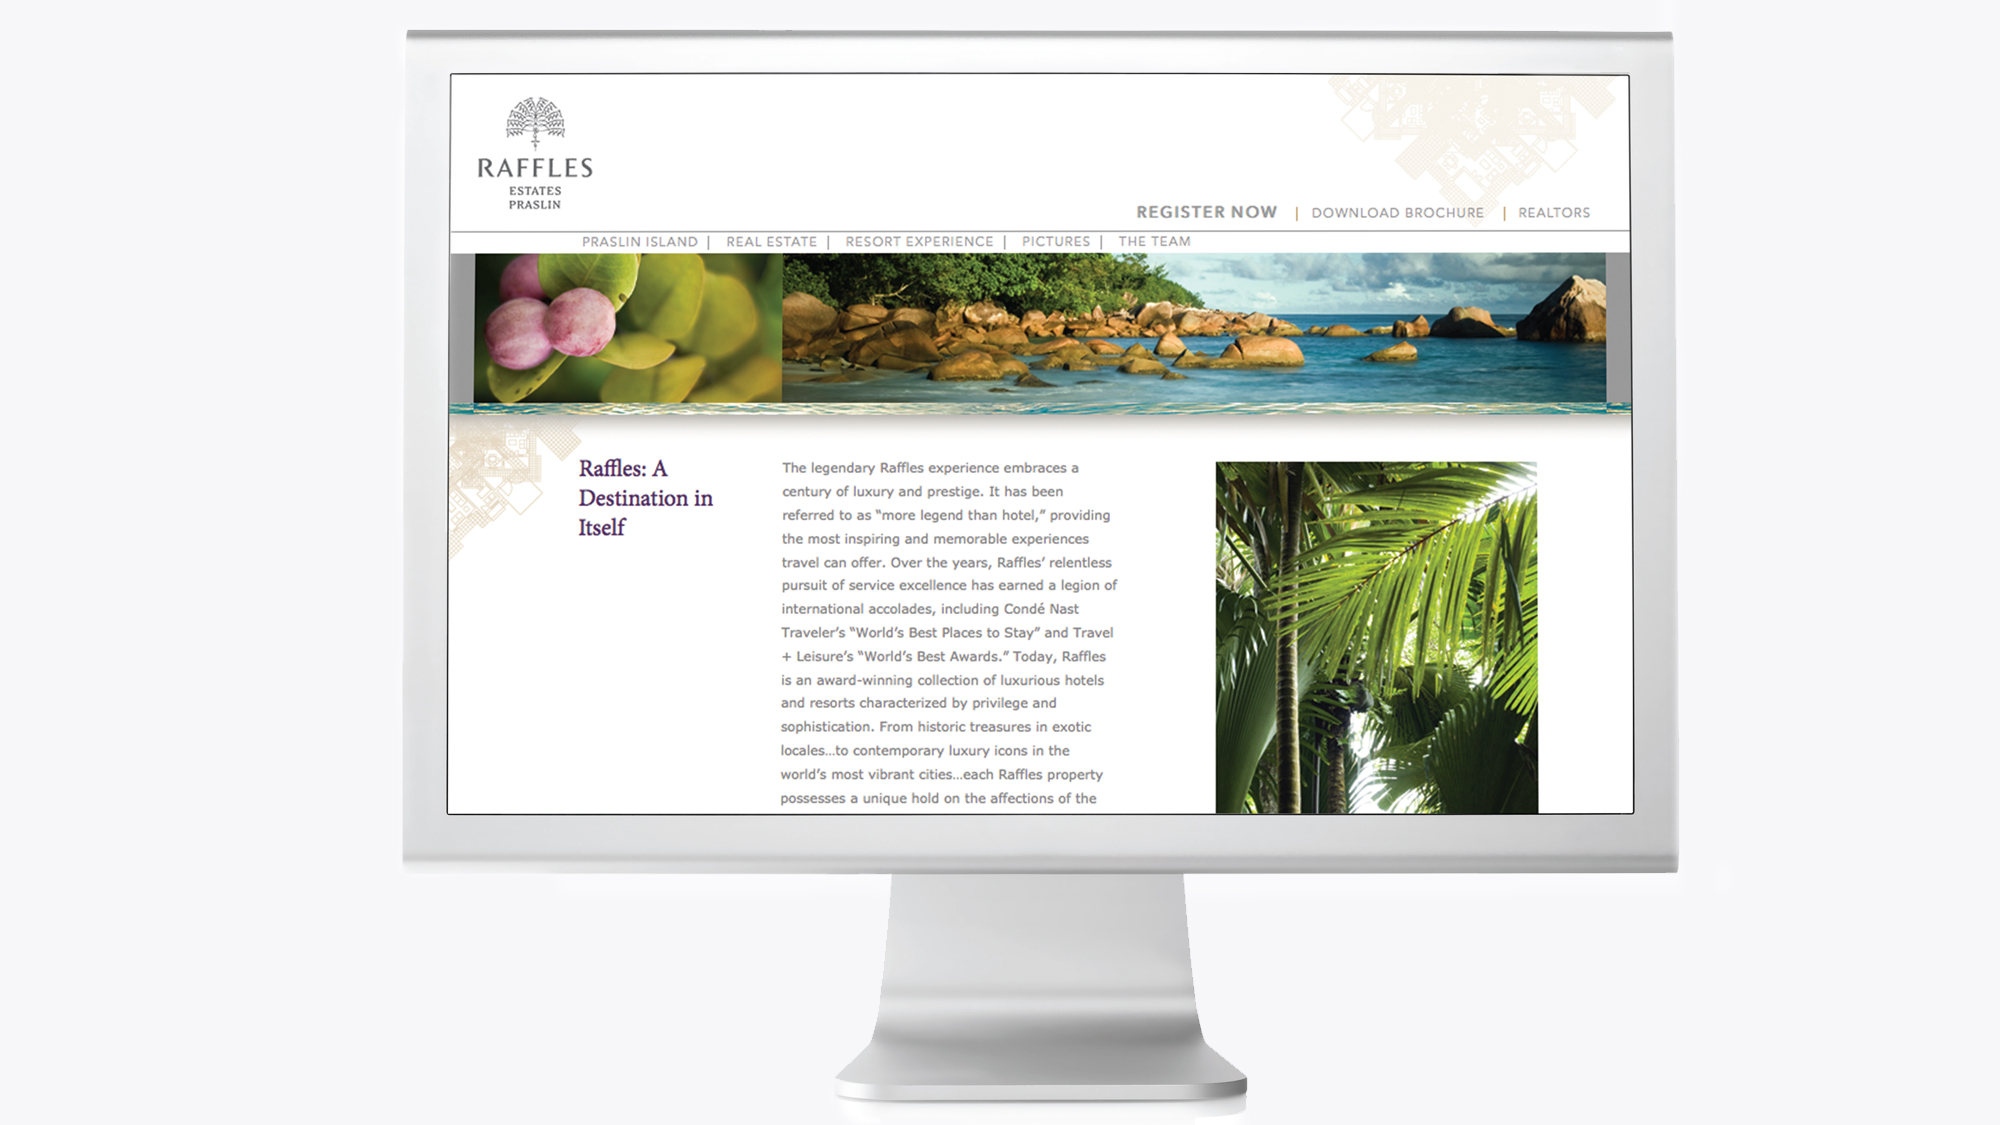 RAFFLES
ESTATES
PRASLIN
REGISTER NOW | DOWNLOAD BROCHURE | REALTORS
PRASLIN ISLAND | REAL ESTATE | RESORT EXPERIENCE | PICTURES | THE TEAM
Raffles: A
Destination in
Itself
The legendary Raffles experience embraces a
century of luxury and prestige. It has been
referred to as “more legend than hotel,” providing
the most inspiring and memorable experiences
travel can offer. Over the years, Raffles’ relentless
pursuit of service excellence has earned a legion of
international accolades, including Condé Nast
Traveler’s “World’s Best Places to Stay” and Travel
+ Leisure’s “World’s Best Awards.” Today, Raffles
is an award-winning collection of luxurious hotels
and resorts characterized by privilege and
sophistication. From historic treasures in exotic
locales...to contemporary luxury icons in the
world’s most vibrant cities...each Raffles property
possesses a unique hold on the affections of the